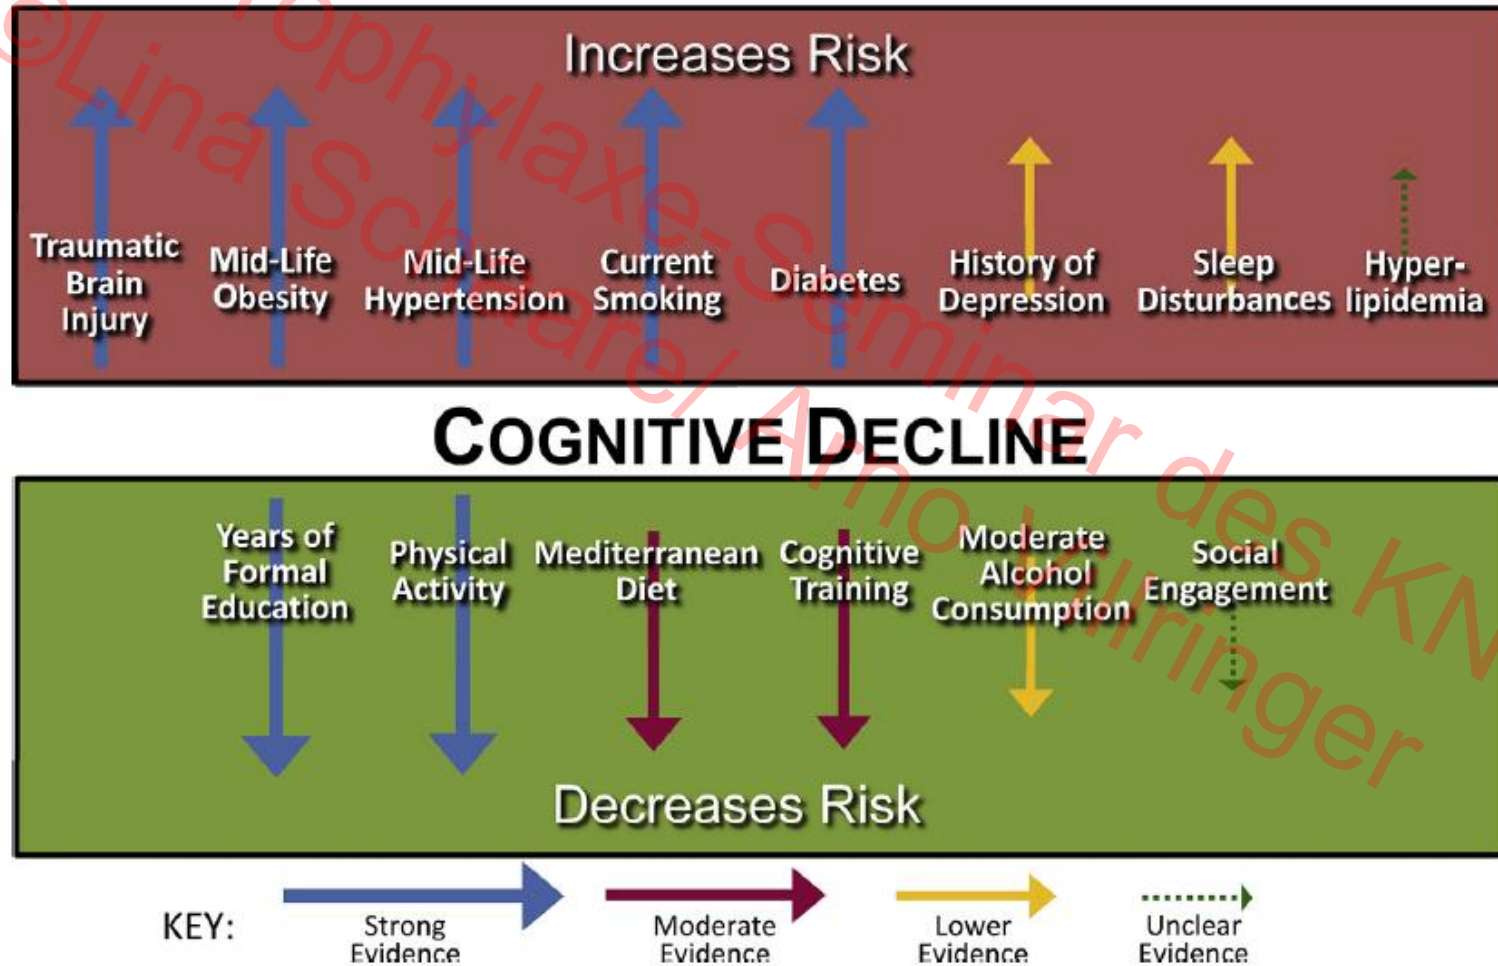 Increases Risk
Traumatic
Brain
Injury
Mid-Life
Obesity
Mid-Life
Hypertension
Current
Smoking
Diabetes
History of
Depression
Sleep
Disturbances
Hyper-
lipidemia
COGNITIVE DECLINE
Years of
Formal
Education
Physical
Activity
Mediterranean
Diet
Cognitive
Training
Moderate
Alcohol
Consumption
Social
Engagement
Decreases Risk
KEY:
Strong
Evidence
Moderate
Evidence
Lower
Evidence
Unclear
Evidence
rophylaxe-Seminar des KN
©Lina Schaare/ Arno Villringer